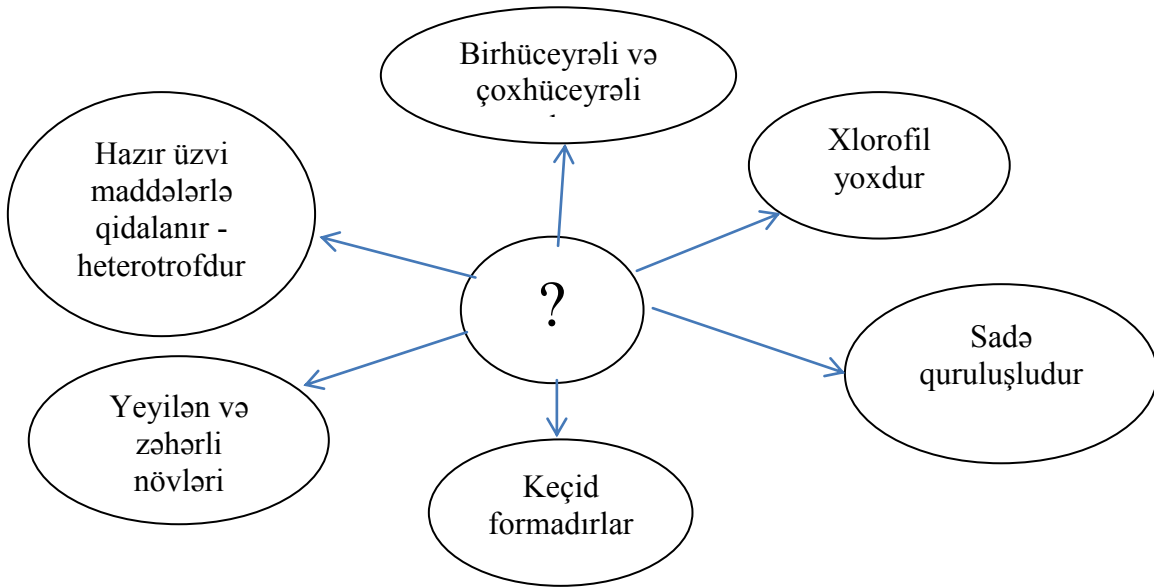 Birhüceyrəli və
çoxhüceyrəli
Hazır üzvi
maddələrlə
qidalanır -
heterotrofdur
Xlorofil
yoxdur
?
Sadə
quruluşludur
Yeyilən və
zəhərli
növləri
Keçid
formadırlar